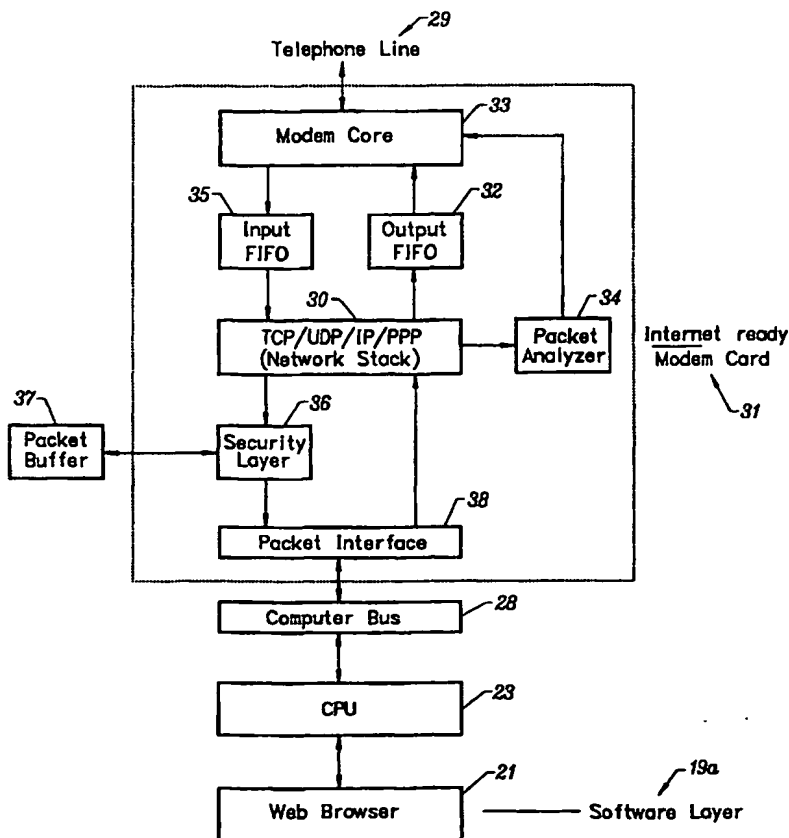 29
Telephone Line
33
Modem Core
35
32
Input
FIFO
Output
FIFO
30
34
TCP/UDP/IP/PPP
(Network Stack)
Packet
Analyzer
Internet ready
Modem Card
31
37
36
Packet
Buffer
Security
Layer
38
Packet Interface
28
Computer Bus
23
CPU
21
19a
Web Browser
Software Layer